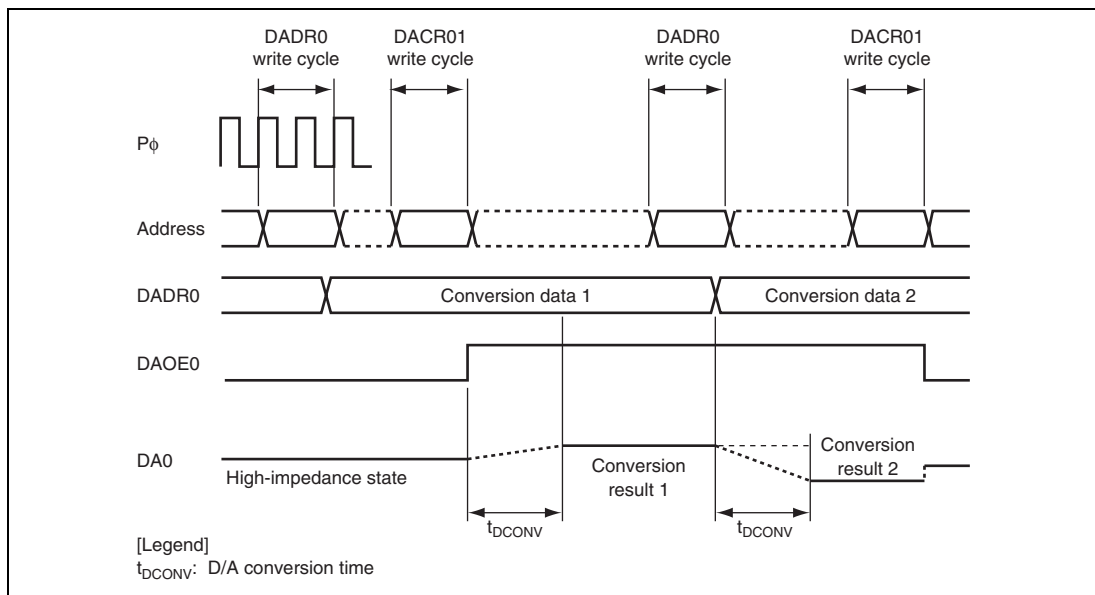 DADR0
write cycle
DACR01
write cycle
DADR0
write cycle
DACR01
write cycle
Pϕ
Address
DADR0
Conversion data 1
Conversion data 2
DAOE0
DA0
High-impedance state
Conversion
result 1
Conversion
result 2
tDCONV
tDCONV
[Legend]
tDCONV: D/A conversion time